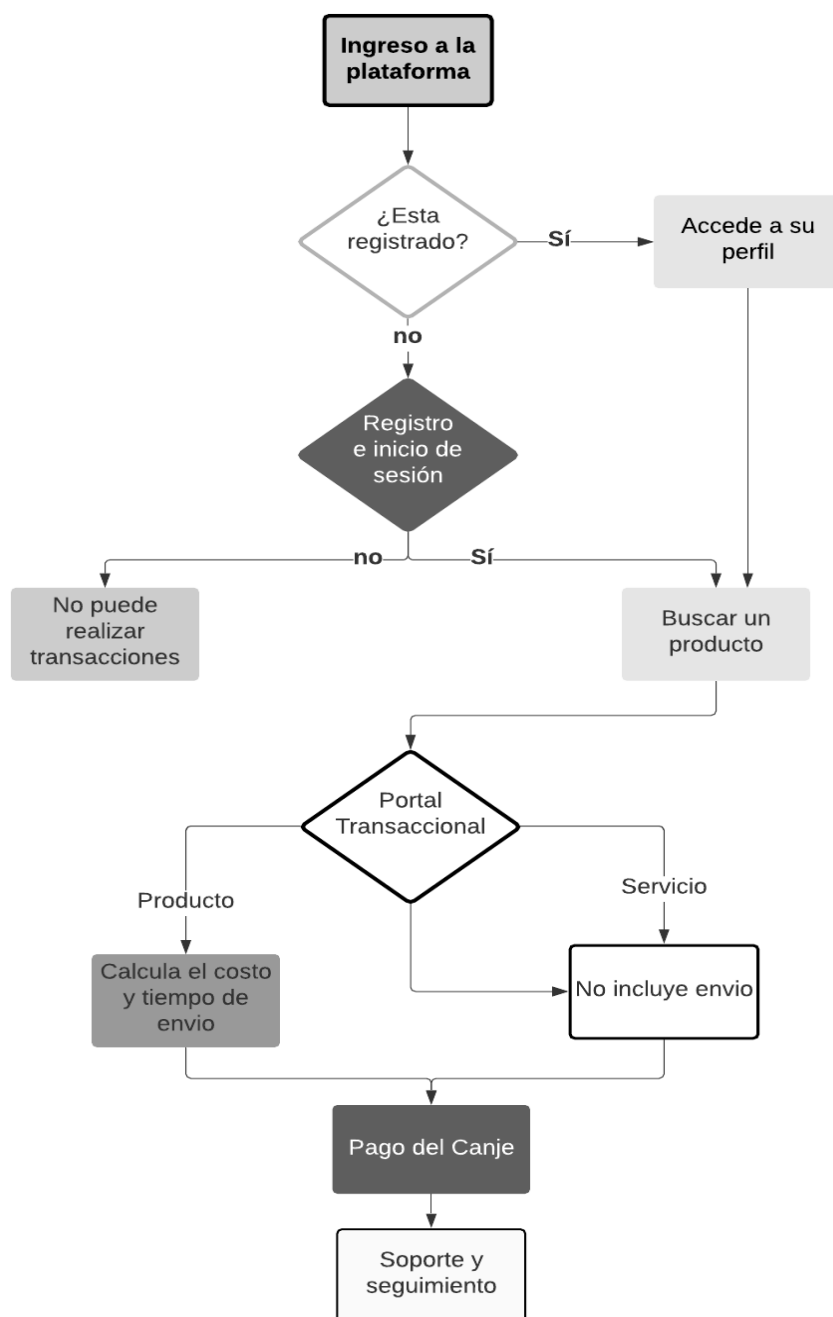 Ingreso a la
plataforma
¿Esta
registrado?
Sí
Accede a su
perfil
no
Registro
e inicio de
sesión
no
Sí
No puede
realizar
transacciones
Buscar un
producto
Portal
Transaccional
Producto
Servicio
Calcula el costo
y tiempo de
envio
No incluye envio
Pago del Canje
Soporte y
seguimiento